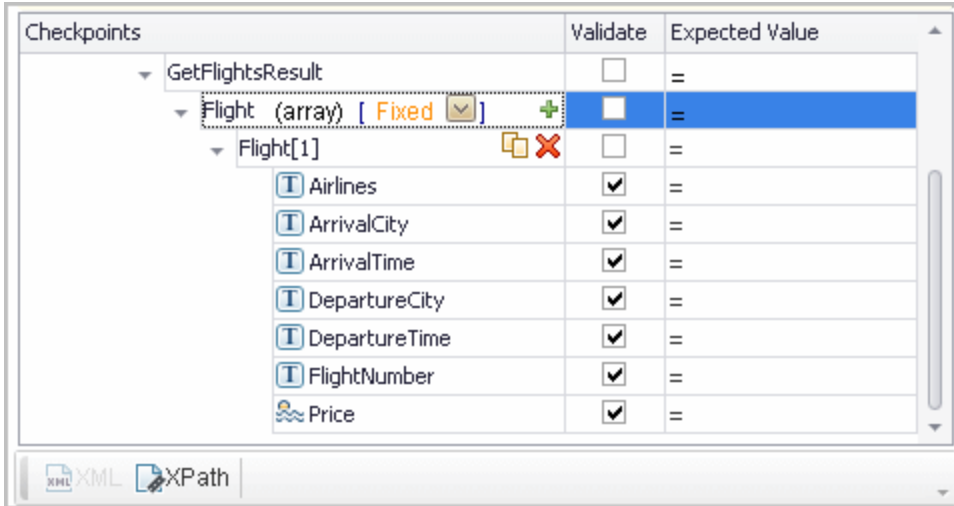 Checkpoints Validate Expected Value
GetFlightsResult =
Flight (array) [ Fixed ] =
Flight[1] =
T Airlines =
T ArrivalCity =
T ArrivalTime =
T DepartureCity =
T DepartureTime =
T FlightNumber =
Price =
XML XML XPath